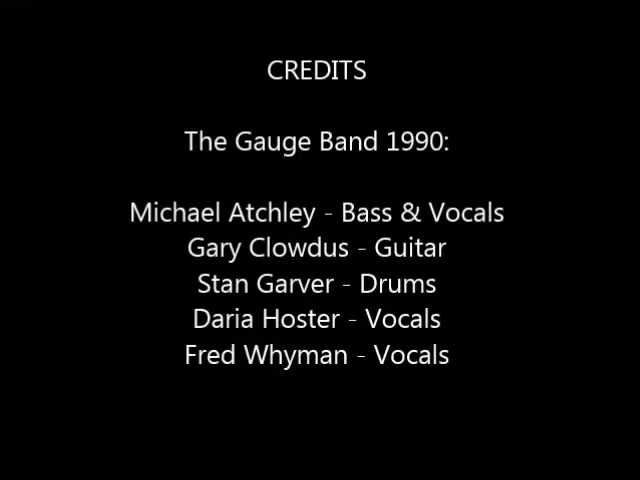 CREDITS
The Gauge Band 1990:
Michael Atchley - Bass & Vocals
Gary Clowdus - Guitar
Stan Garver - Drums
Daria Hoster - Vocals
Fred Whyman - Vocals